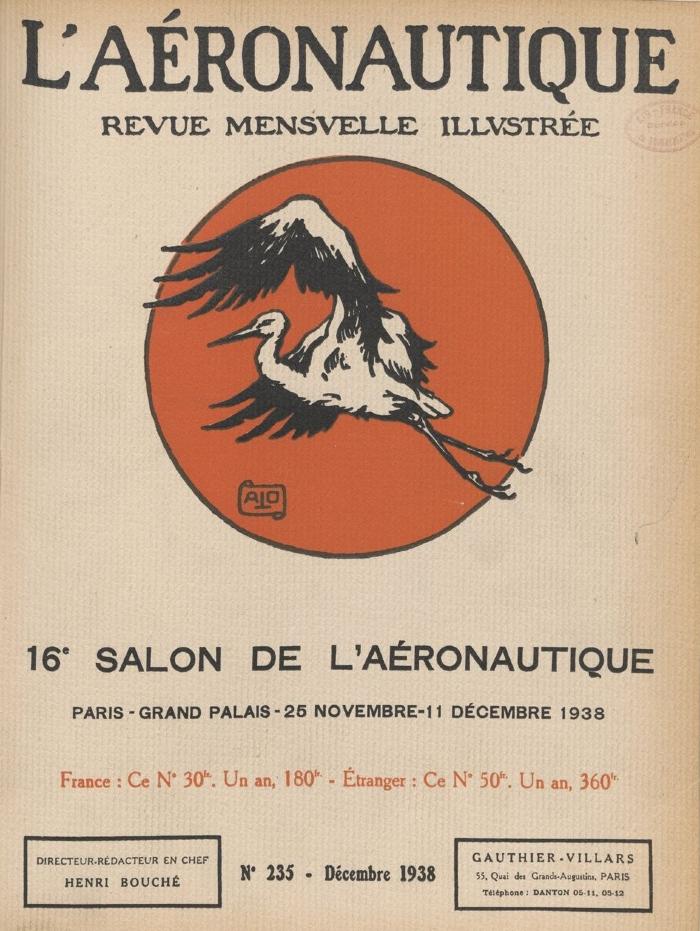 L'AÉRONAUTIQUE
REVUE MENSVELLE ILLVSTRÉE
ALO
16e SALON DE L'AÉRONAUTIQUE
PARIS - GRAND PALAIS - 25 NOVEMBRE-11 DÉCEMBRE 1938
France : Ce No 30fr. Un an, 180fr. - Étranger : Ce No 50fr. Un an, 360fr.
DIRECTEUR-RÉDACTEUR EN CHEF
HENRI BOUCHÉ
No 235 - Décembre 1938
GAUTHIER-VILLARS
55, Quai des Grands-Augustins, PARIS
Téléphone : DANTON 05-11, 05-12